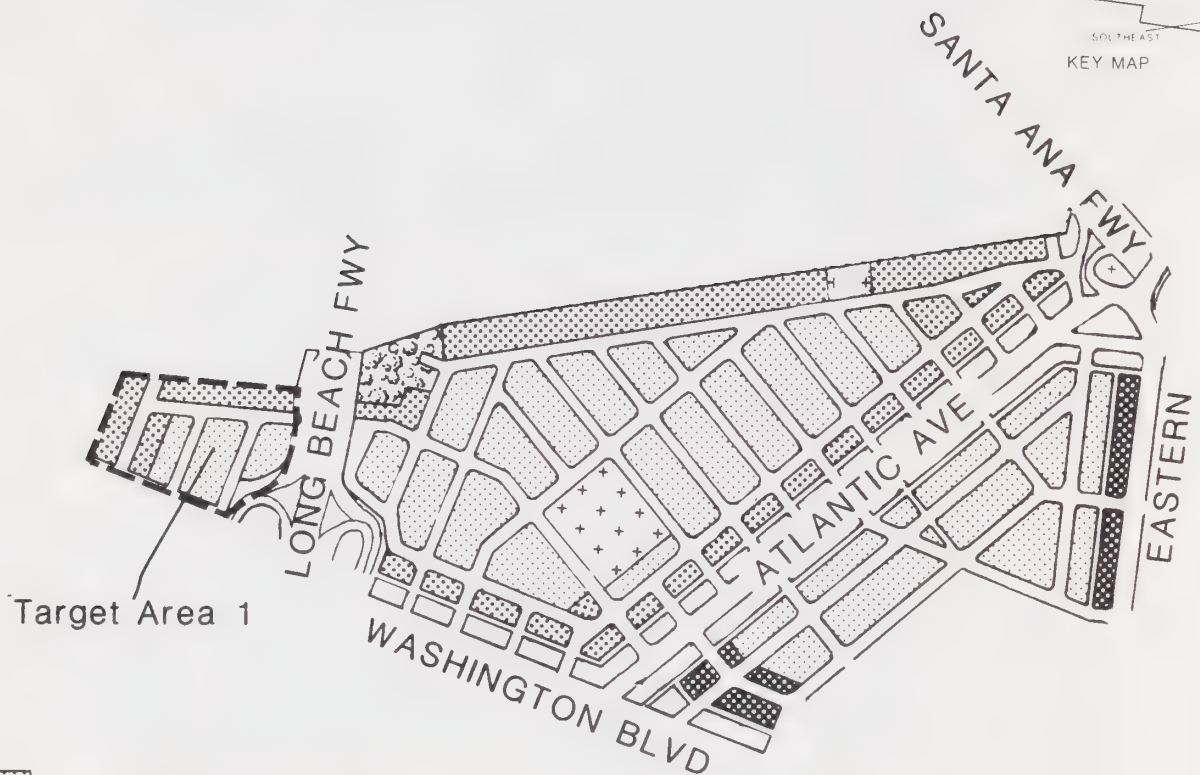 SOUTHEAST
KEY MAP
SANTA ANA FWY
LONG BEACH FWY
ATLANTIC AVE
EASTERN
Target Area 1
WASHINGTON BLVD